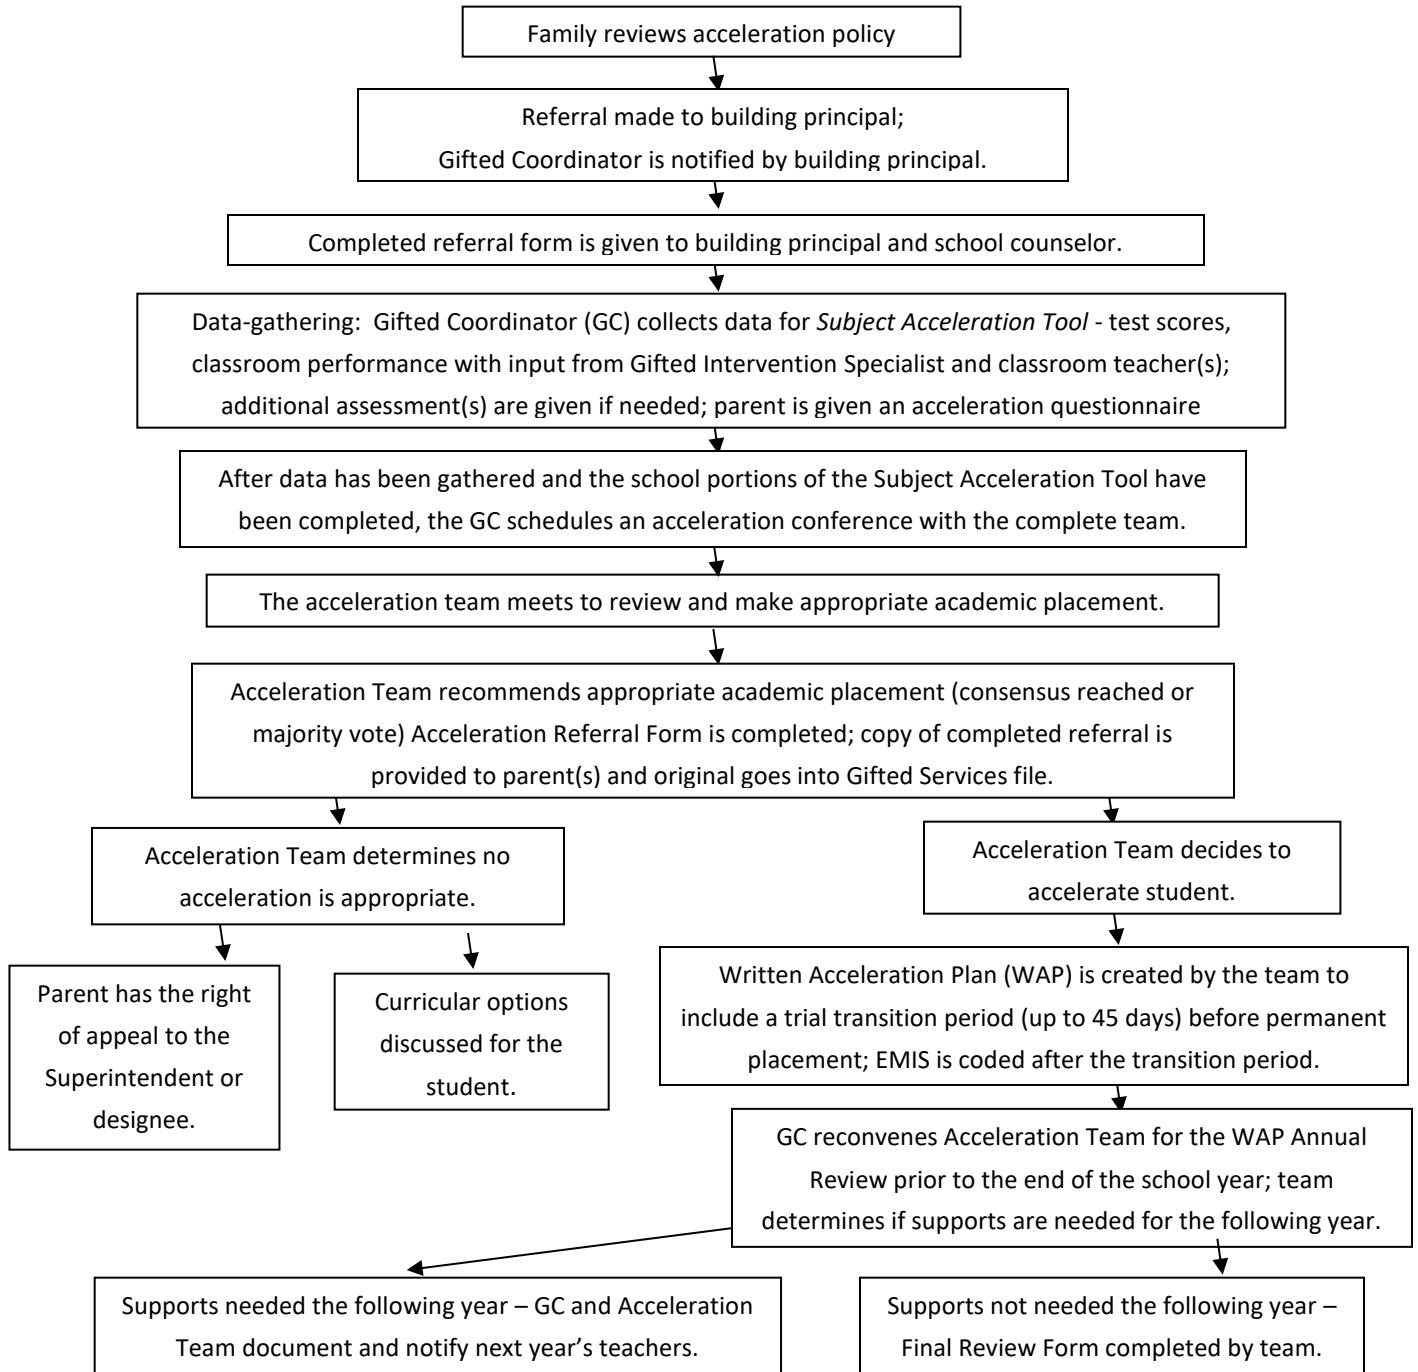 Family reviews acceleration policy
Referral made to building principal;
Gifted Coordinator is notified by building principal.
Completed referral form is given to building principal and school counselor.
Data-gathering:  Gifted Coordinator (GC) collects data for Subject Acceleration Tool - test scores,
classroom performance with input from Gifted Intervention Specialist and classroom teacher(s);
additional assessment(s) are given if needed; parent is given an acceleration questionnaire
After data has been gathered and the school portions of the Subject Acceleration Tool have
been completed, the GC schedules an acceleration conference with the complete team.
The acceleration team meets to review and make appropriate academic placement.
Acceleration Team recommends appropriate academic placement (consensus reached or
majority vote) Acceleration Referral Form is completed; copy of completed referral is
provided to parent(s) and original goes into Gifted Services file.
Acceleration Team determines no
acceleration is appropriate.
Acceleration Team decides to
accelerate student.
Parent has the right
of appeal to the
Superintendent or
designee.
Curricular options
discussed for the
student.
Written Acceleration Plan (WAP) is created by the team to
include a trial transition period (up to 45 days) before permanent
placement; EMIS is coded after the transition period.
GC reconvenes Acceleration Team for the WAP Annual
Review prior to the end of the school year; team
determines if supports are needed for the following year.
Supports needed the following year – GC and Acceleration
Team document and notify next year's teachers.
Supports not needed the following year –
Final Review Form completed by team.